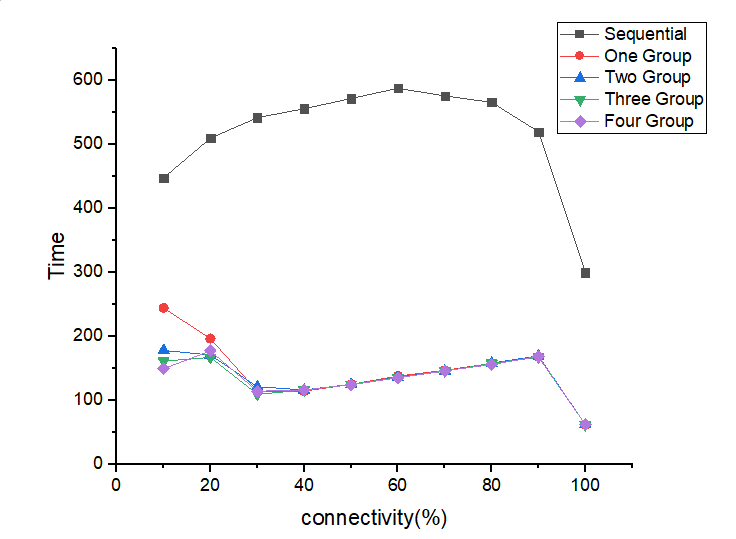 Sequential
One Group
Two Group
Three Group
Four Group
600
500
400
300
200
100
0
Time
0 20 40 60 80 100
connectivity(%)